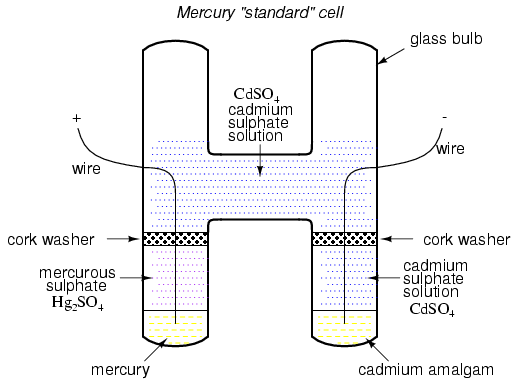 Mercury "standard" cell
glass bulb
CdSO₄
cadmium
sulphate
solution
+
-
wire
wire
cork washer
cork washer
mercurous
sulphate
Hg₂SO₄
cadmium
sulphate
solution
CdSO₄
mercury
cadmium amalgam